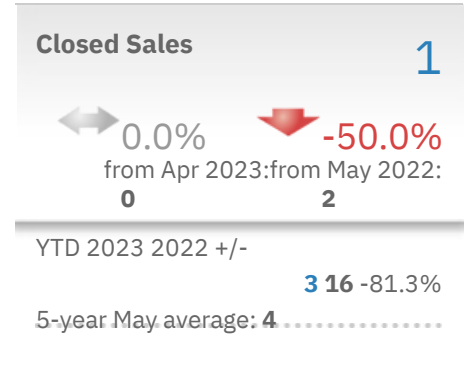 Closed Sales
1
0.0% -50.0%
from Apr 2023:from May 2022:
0 2
YTD 2023 2022 +/-
3 16 -81.3%
5-year May average: 4